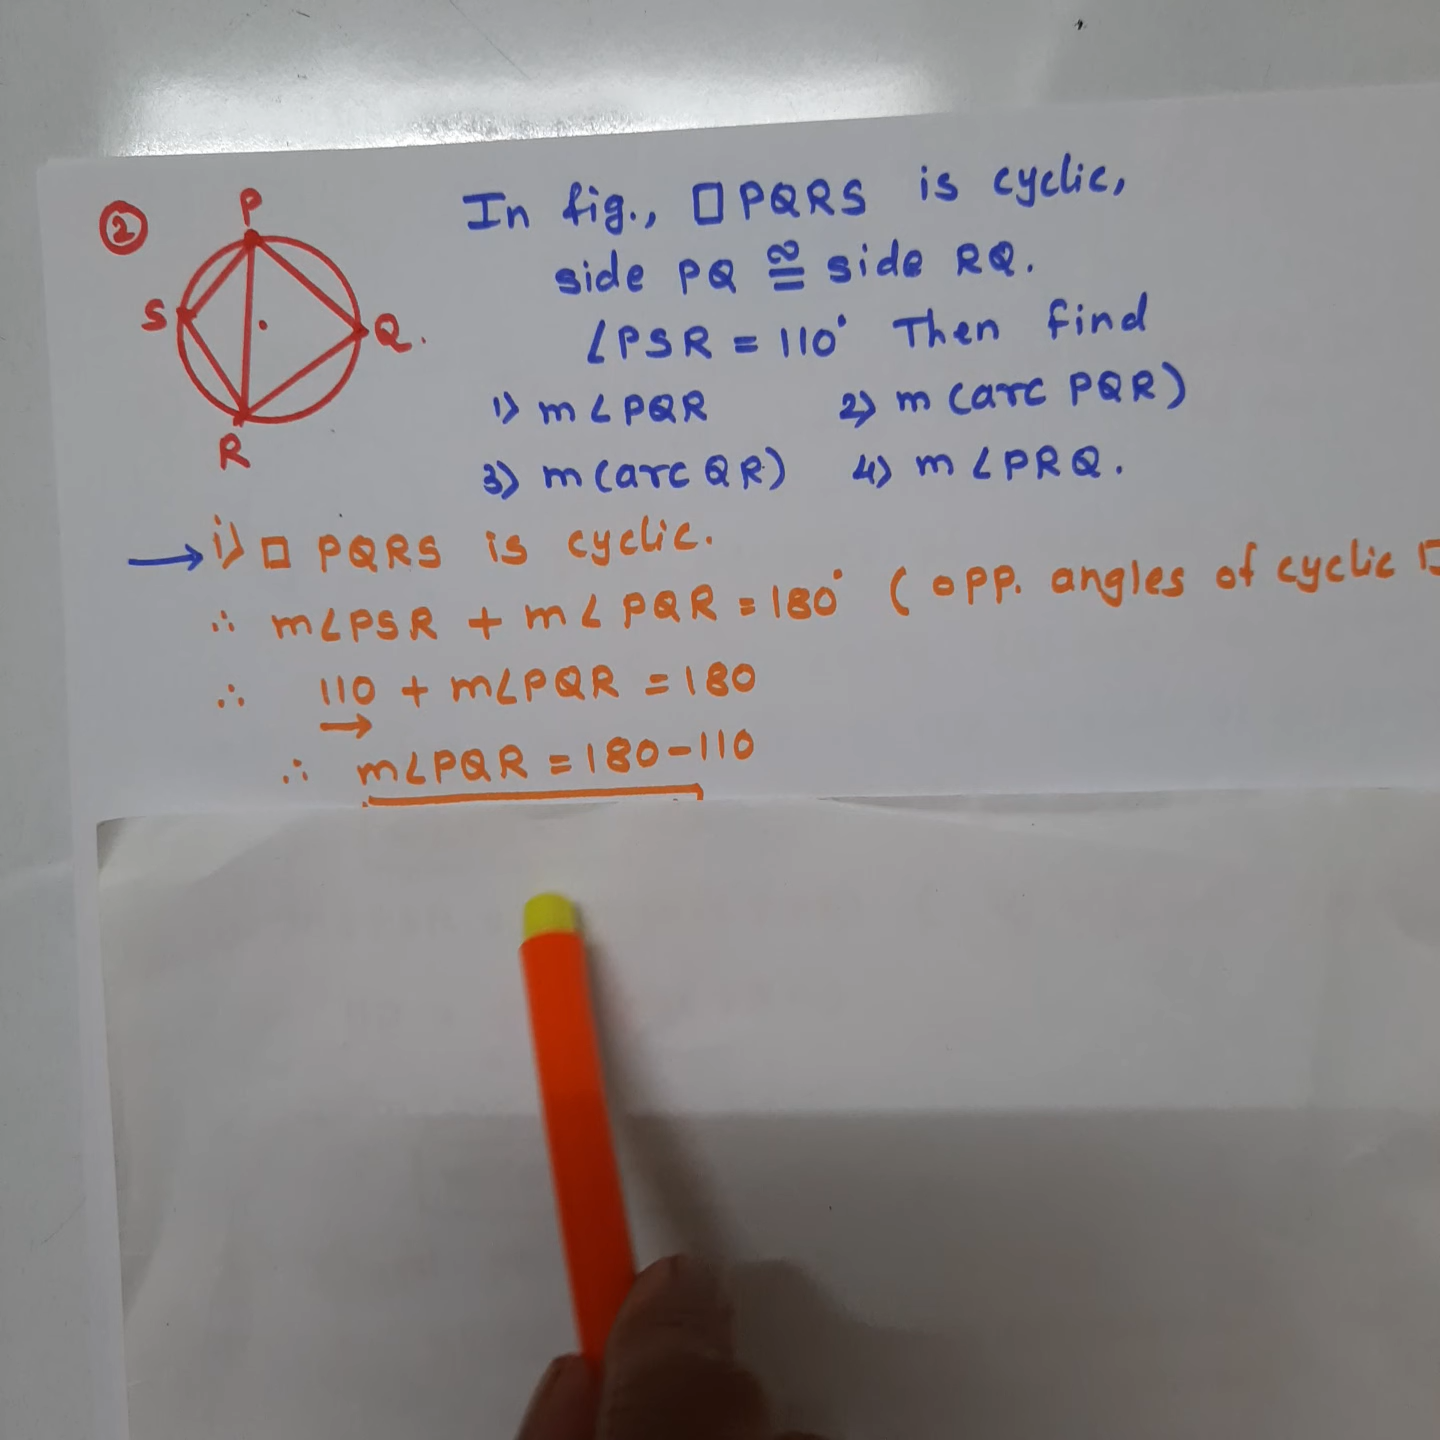 ②
P
S
Q.
R
In fig., □PQRS is cyclic,
side PQ ≅ side RQ.
∠PSR = 110° Then find
1) m∠PQR 2) m(arc PQR)
3) m(arc QR) 4) m∠PRQ.
→ i) □ PQRS is cyclic.
∴ m∠PSR + m∠PQR = 180° (opp. angles of cyclic □
∴ 110 + m∠PQR = 180
∴ m∠PQR = 180-110